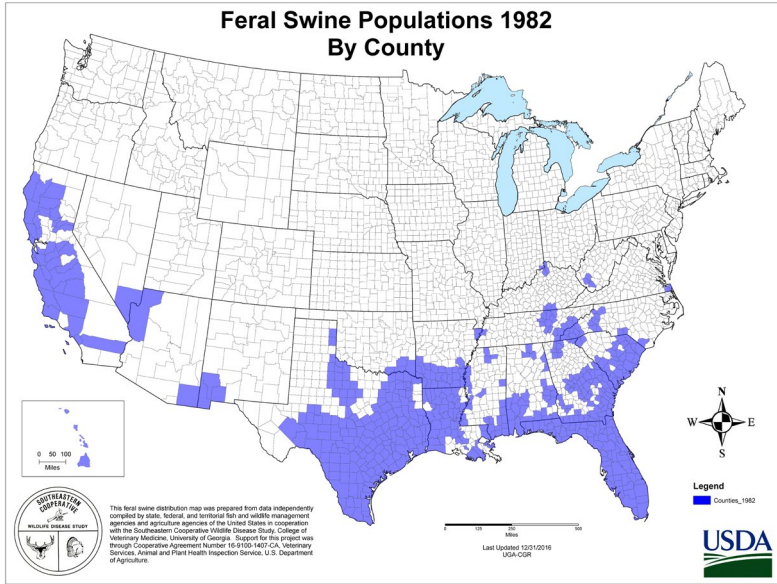 Feral Swine Populations 1982
By County
0 50 100
Miles
SOUTHEASTERN
COOPERATIVE
WILDLIFE DISEASE STUDY
This feral swine distribution map was prepared from data independently
compiled by state, federal, and territorial fish and wildlife management
agencies and agriculture agencies of the United States in cooperation
with the Southeastern Cooperative Wildlife Disease Study, College of
Veterinary Medicine, University of Georgia. Support for this project was
through Cooperative Agreement Number 16-9100-1407-CA, Veterinary
Services, Animal and Plant Health Inspection Service, U.S. Department
of Agriculture.
0 125 250 500
Miles
Last Updated 12/31/2016
UGA-CGR
N
W E
S
Legend
Counties_1982
USDA